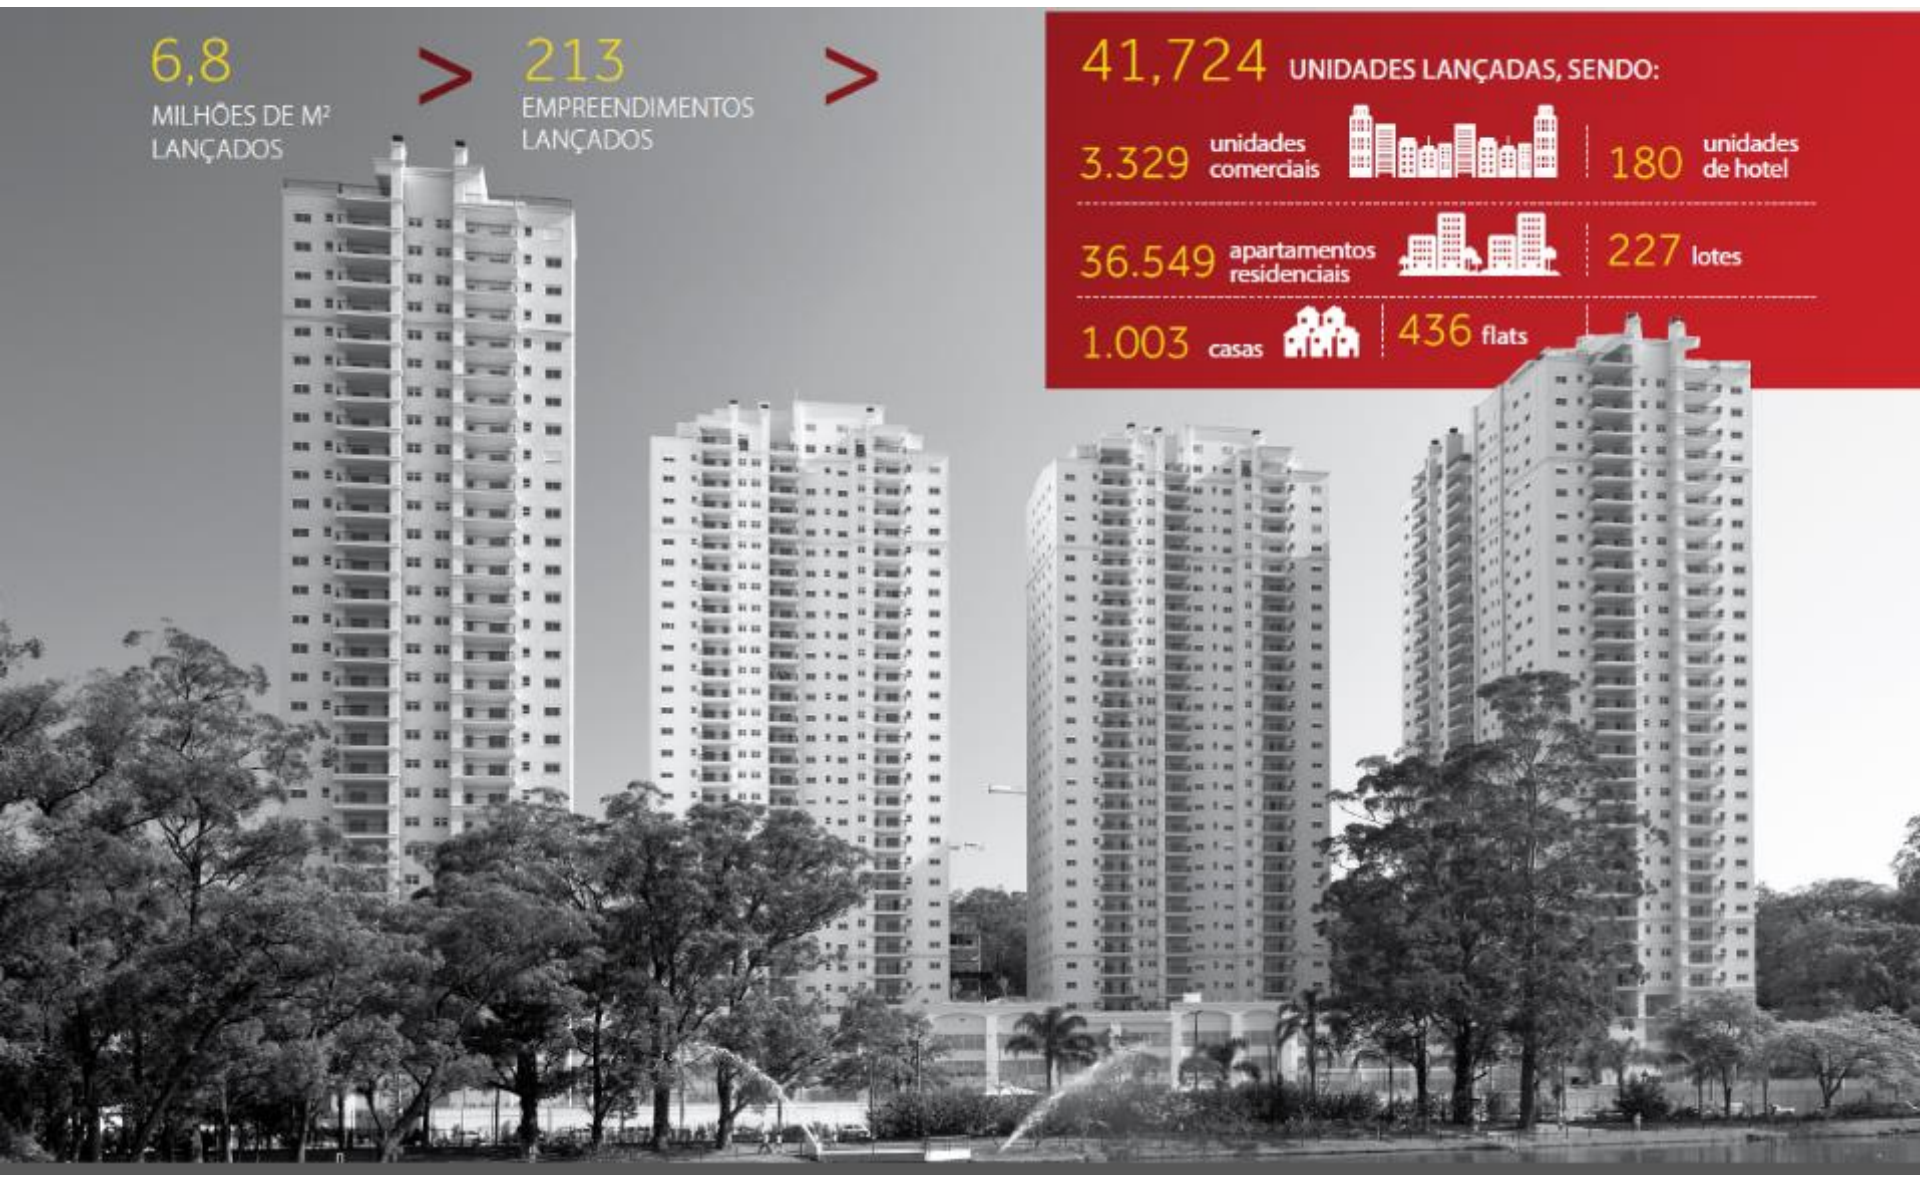 6,8
MILHÕES DE M²
LANÇADOS
>
213
EMPREENDIMENTOS
LANÇADOS
>
41,724 UNIDADES LANÇADAS, SENDO:
3.329 unidades
comerciais
180 unidades
de hotel
36.549 apartamentos
residenciais
227 lotes
1.003 casas
436 flats